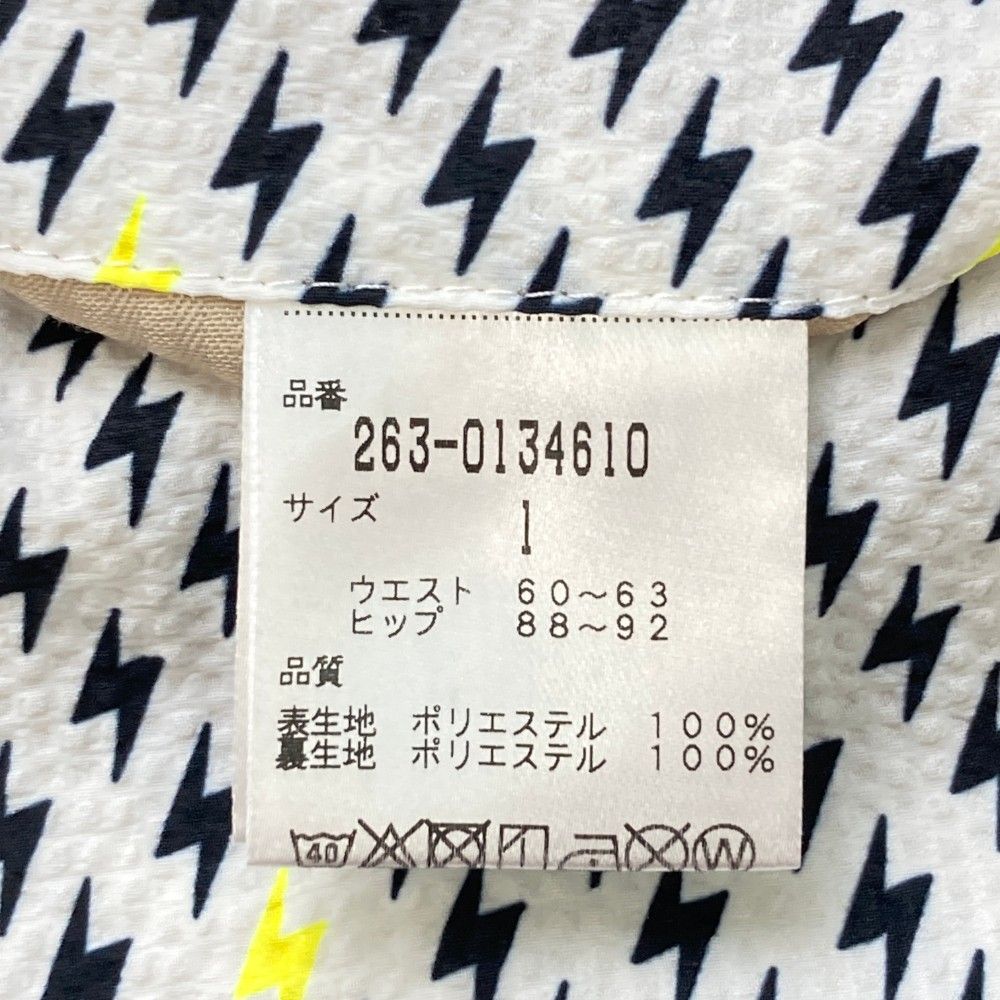 品番
263-0134610
サイズ
1
ウエスト 60～63
ヒップ 88～92
品質
表生地 ポリエステル 100%
裏生地 ポリエステル 100%
40 W